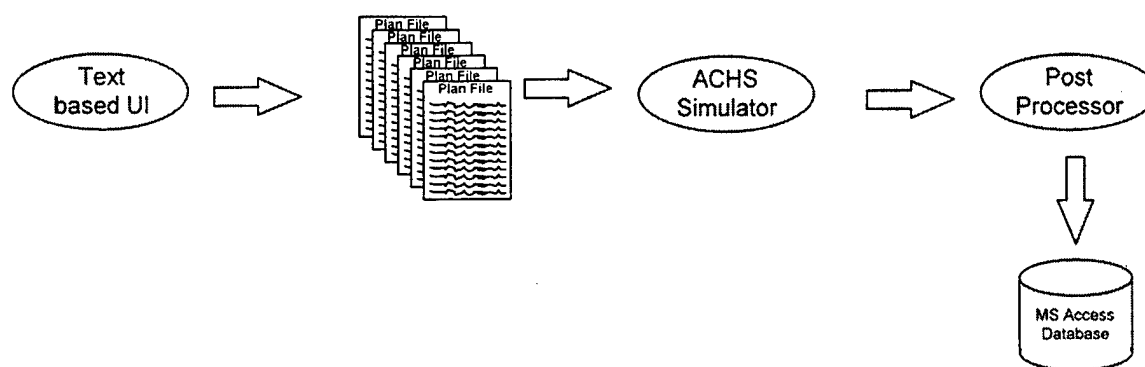 Text
based UI
Plan File
Plan File
Plan File
Plan File
Plan File
Plan File
ACHS
Simulator
Post
Processor
MS Access
Database